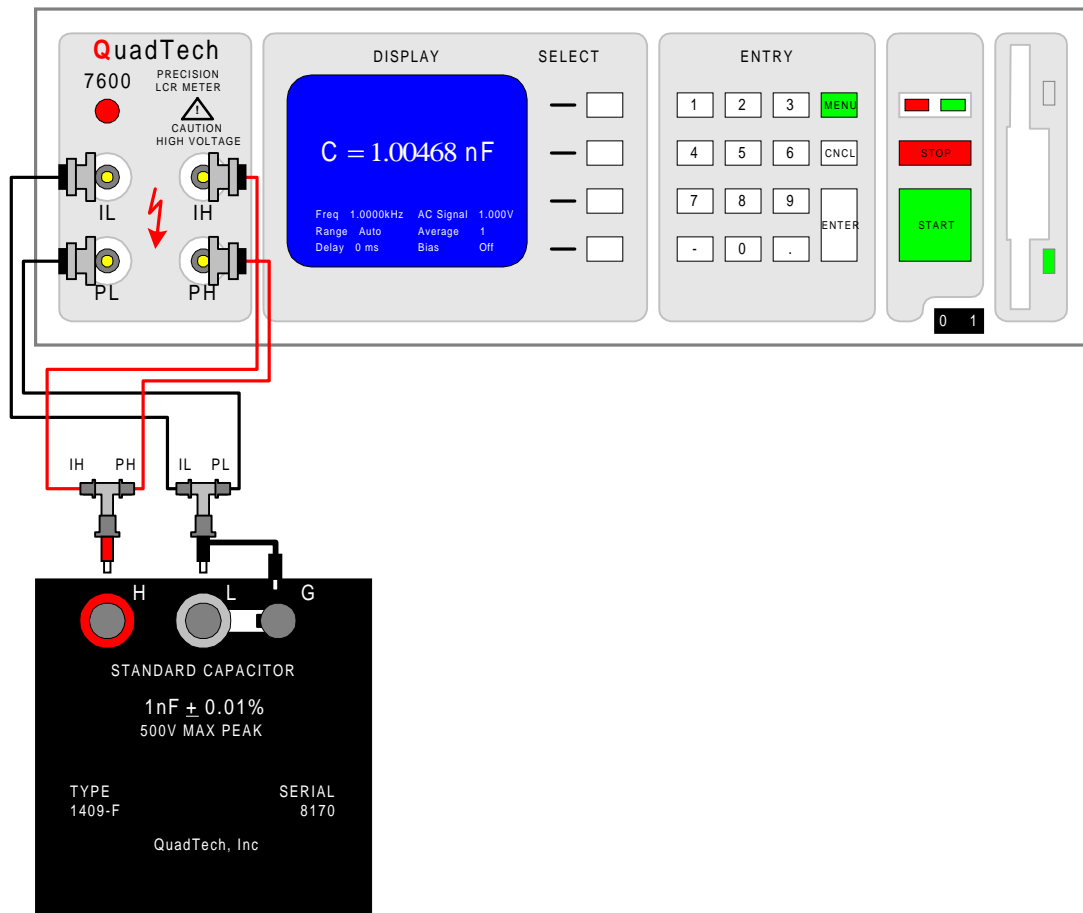 QuadTech
7600
PRECISION
LCR METER
!
CAUTION
HIGH VOLTAGE
IL
IH
PL
PH
DISPLAY
SELECT
C = 1.00468 nF
Freq 1.0000kHz AC Signal 1.000V
Range Auto Average 1
Delay 0 ms Bias Off
ENTRY
1 2 3 MENU
4 5 6 CNCL
7 8 9
ENTER
- 0 .
STOP
START
0 1
IH PH IL PL
H L G
STANDARD CAPACITOR
1nF ± 0.01%
500V MAX PEAK
TYPE SERIAL
1409-F 8170
QuadTech, Inc